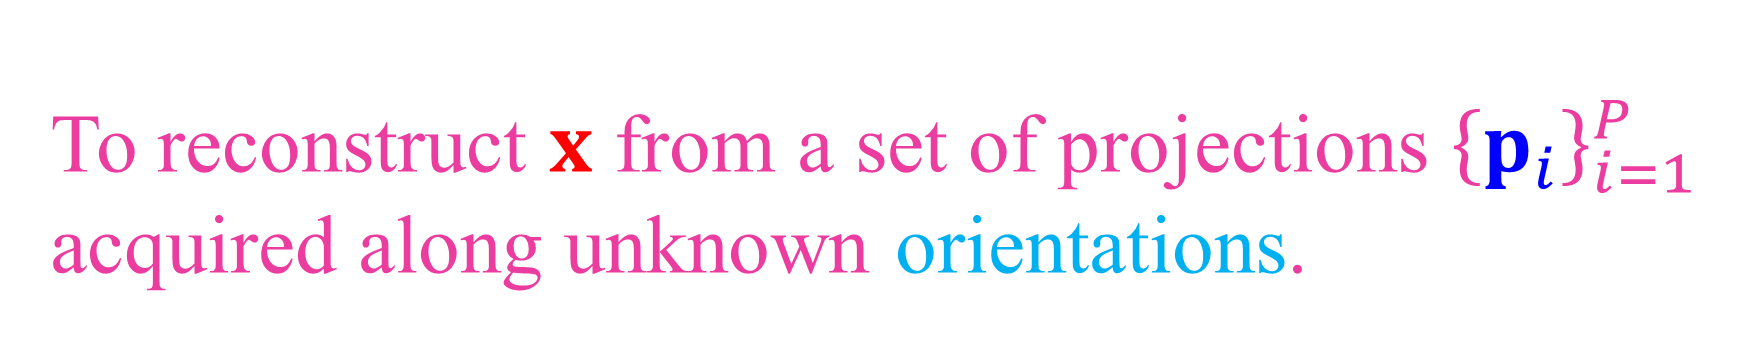 To reconstruct x from a set of projections {p_i}_{i=1}^P
acquired along unknown orientations.